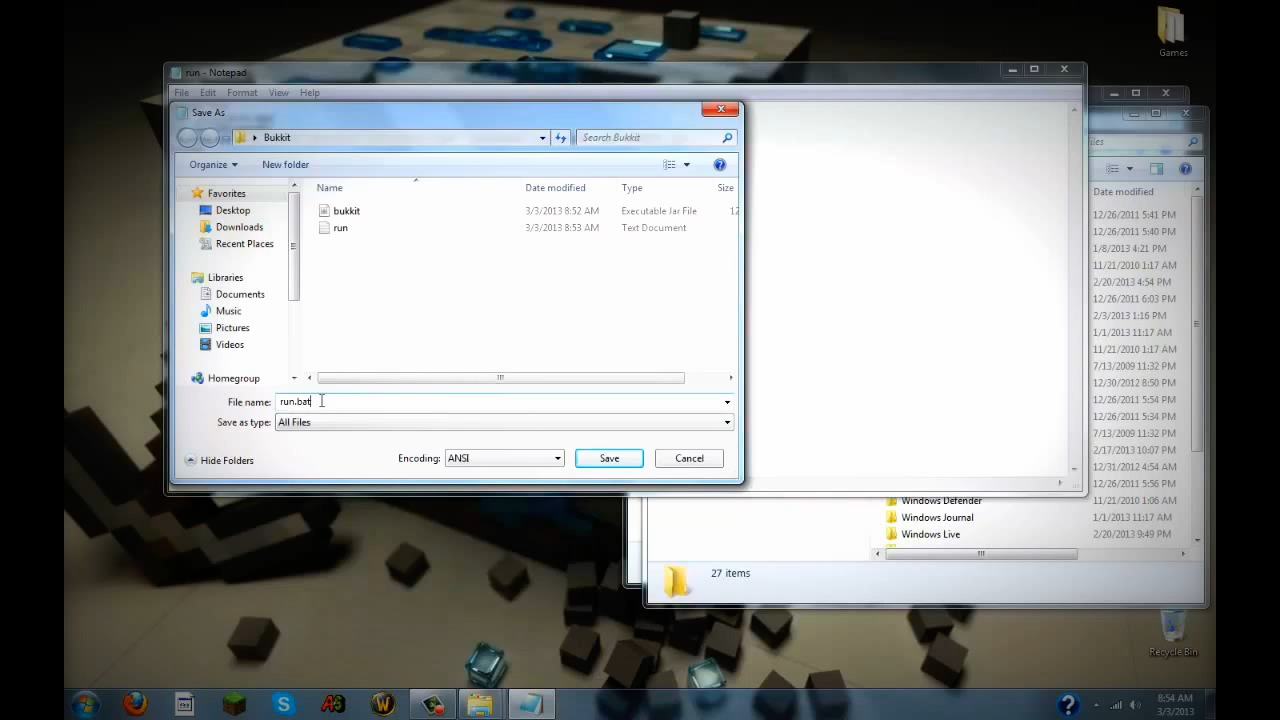 Games
run - Notepad
File Edit Format View Help
Save As
Bukkit
Search Bukkit
Organize New folder
Favorites
Desktop
Downloads
Recent Places
Libraries
Documents
Music
Pictures
Videos
Homegroup
Name Date modified Type Size
bukkit 3/3/2013 8:52 AM Executable Jar File 12
run 3/3/2013 8:53 AM Text Document
File name: run.bat
Save as type: All Files
Hide Folders
Encoding: ANSI
Save Cancel
Date modified
12/26/2011 5:41 PM
12/26/2011 5:40 PM
1/8/2013 4:21 PM
11/21/2010 1:17 AM
2/20/2013 4:54 PM
12/26/2011 6:03 PM
2/3/2013 1:16 PM
1/1/2013 11:17 AM
11/21/2010 1:17 AM
7/13/2009 11:32 PM
12/30/2012 8:50 PM
12/26/2011 5:54 PM
12/26/2011 5:34 PM
7/13/2009 11:32 PM
2/17/2013 10:07 PM
12/31/2012 4:54 AM
12/26/2011 5:56 PM
Windows Defender 11/21/2010 1:06 AM
Windows Journal 1/1/2013 11:17 AM
Windows Live 2/20/2013 9:49 PM
27 items
Recycle Bin
8:54 AM
3/3/2013